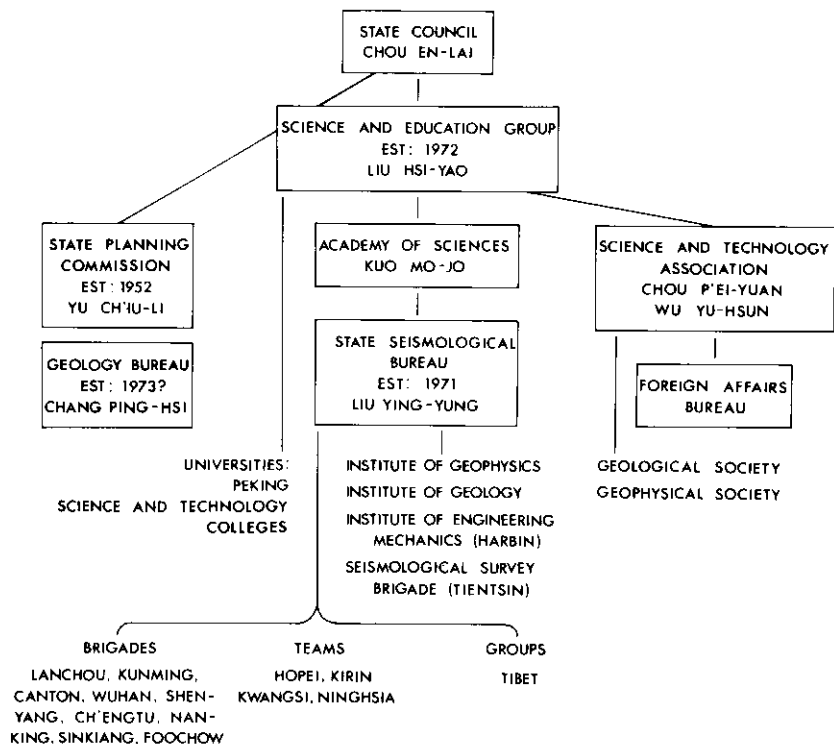 STATE COUNCIL
CHOU EN-LAI
SCIENCE AND EDUCATION GROUP
EST: 1972
LIU HSI-YAO
STATE PLANNING
COMMISSION
EST: 1952
YU CH'IU-LI
ACADEMY OF SCIENCES
KUO MO-JO
SCIENCE AND TECHNOLOGY
ASSOCIATION
CHOU P'EI-YUAN
WU YU-HSUN
GEOLOGY BUREAU
EST: 1973?
CHANG PING-HSI
STATE SEISMOLOGICAL
BUREAU
EST: 1971
LIU YING-YUNG
FOREIGN AFFAIRS
BUREAU
UNIVERSITIES:
PEKING
SCIENCE AND TECHNOLOGY
COLLEGES
INSTITUTE OF GEOPHYSICS
INSTITUTE OF GEOLOGY
INSTITUTE OF ENGINEERING
MECHANICS (HARBIN)
SEISMOLOGICAL SURVEY
BRIGADE (TIENTSIN)
GEOLOGICAL SOCIETY
GEOPHYSICAL SOCIETY
BRIGADES
LANCHOU, KUNMING,
CANTON, WUHAN, SHEN-
YANG, CH'ENGTU, NAN-
KING, SINKIANG, FOOCHOW
TEAMS
HOPEI, KIRIN
KWANGSI, NINGHSIA
GROUPS
TIBET